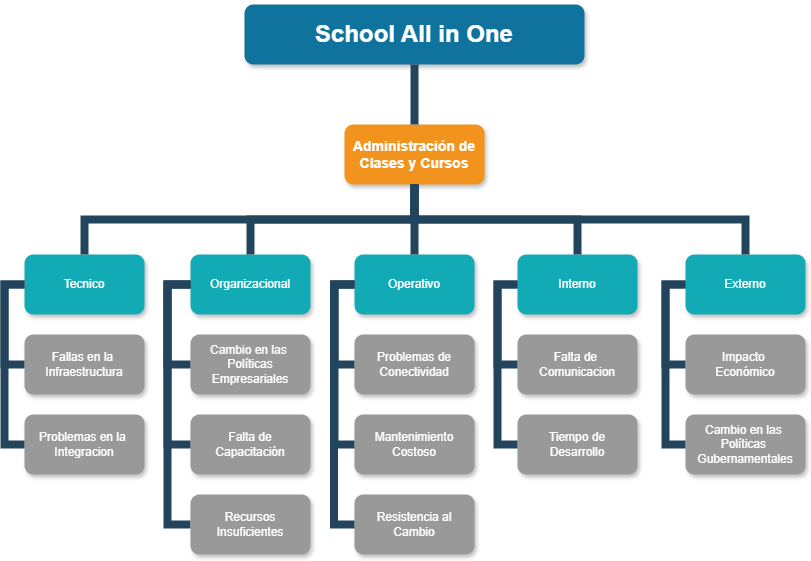 School All in One
Administración de
Clases y Cursos
Tecnico
Organizacional
Operativo
Interno
Externo
Fallas en la
Infraestructura
Cambio en las
Políticas
Empresariales
Problemas de
Conectividad
Falta de
Comunicacion
Impacto
Económico
Problemas en la
Integracion
Falta de
Capacitación
Mantenimiento
Costoso
Tiempo de
Desarrollo
Cambio en las
Políticas
Gubernamentales
Recursos
Insuficientes
Resistencia al
Cambio